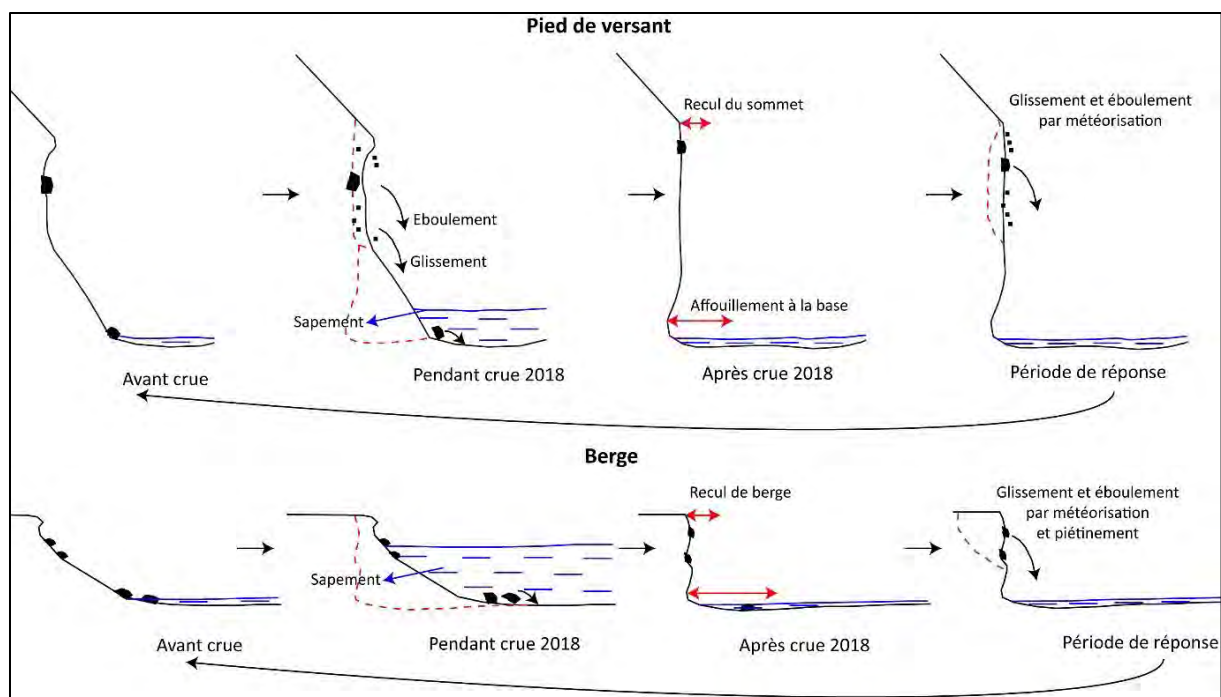 Pied de versant
Recul du sommet
Glissement et éboulement
par météorisation
Eboulement
Glissement
Sapement
Affouillement à la base
Avant crue
Pendant crue 2018
Après crue 2018
Période de réponse
Berge
Recul de berge
Glissement et éboulement
par météorisation
et piétinement
Sapement
Avant crue
Pendant crue 2018
Après crue 2018
Période de réponse